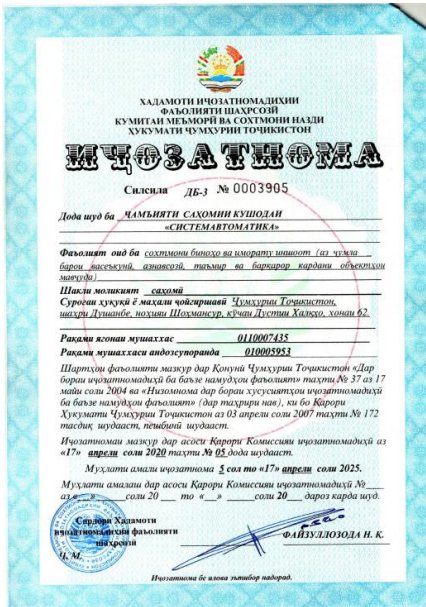 ХАДАМОТИ ИҶОЗАТНОМАДИҲИИ
ФАЪОЛИЯТИ ШАҲРСОЗӢ
КУМИТАИ МЕЪМОРӢ ВА СОХТМОНИ НАЗДИ
ҲУКУМАТИ ҶУМҲУРИИ ТОҶИКИСТОН
ИҶОЗАТНОМА
Силсила ДБ-3 № 0003905
Дода шуд ба ҶАМЪИЯТИ САҲОМИИ КУШОДАИ
«СИСТЕМАВТОМАТИКА»
Фаъолият оид ба сохтмони биноҳо ва иморату иншоот (аз ҷумла
барои васеъкунӣ, азнавсозӣ, таъмир ва барқарор кардани объектҳои
мавҷуда)
Шакли моликият саҳомӣ
Суроғаи ҳуқуқӣ ё маҳали ҷойгиршавӣ Ҷумҳурии Тоҷикистон,
шаҳри Душанбе, ноҳияи Шоҳмансур, кӯчаи Дустии Халқҳо, хонаи 62.
Рақами ягонаи мушаххас 0110007435
Рақами мушаххаси андозсупоранда 010005953
Шартҳои фаъолияти мазкур дар Қонуни Ҷумҳурии Тоҷикистон «Дар
бораи иҷозатномадиҳӣ ба баъзе намудҳои фаъолият» таҳти № 37 аз 17
майи соли 2004 ва «Низомнома дар бораи хусусиятҳои иҷозатномадиҳӣ
ба баъзе намудҳои фаъолият» (дар таҳрири нав), ки бо Қарори
Ҳукумати Ҷумҳурии Тоҷикистон аз 03 апрели соли 2007 таҳти № 172
тасдиқ шудааст, пешбинӣ шудааст.
Иҷозатномаи мазкур дар асоси Қарори Комиссияи иҷозатномадиҳӣ аз
«17» апрели соли 2020 таҳти № 05 дода шудааст.
Муҳлати амали иҷозатнома 5 сол то «17» апрели соли 2025.
Муҳлати амалаш дар асоси Қарори Комиссияи иҷозатномадиҳӣ №
аз « » соли 20 то « » соли 20 дароз карда шуд.
Сардори Хадамоти
иҷозатномадиҳии фаъолияти
шаҳрсозӣ
ФАЙЗУЛЛОЗОДА Н. К.
Ҷ. М.
Иҷозатнома бе илова эътибор надорад.